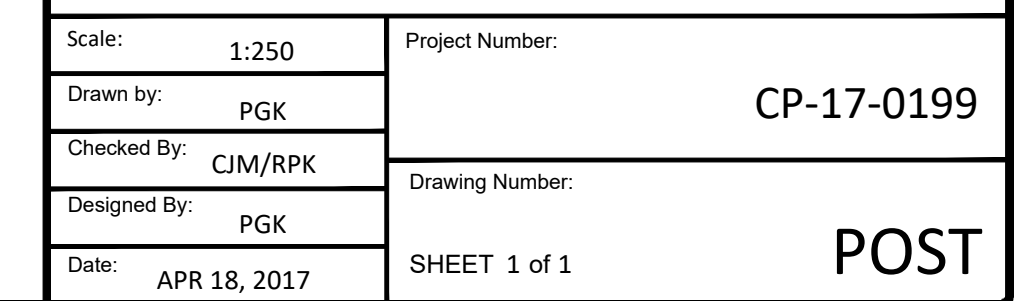 Scale: 1:250
Drawn by: PGK
Checked By: CJM/RPK
Designed By: PGK
Date: APR 18, 2017
Project Number:
CP-17-0199
Drawing Number:
SHEET 1 of 1 POST